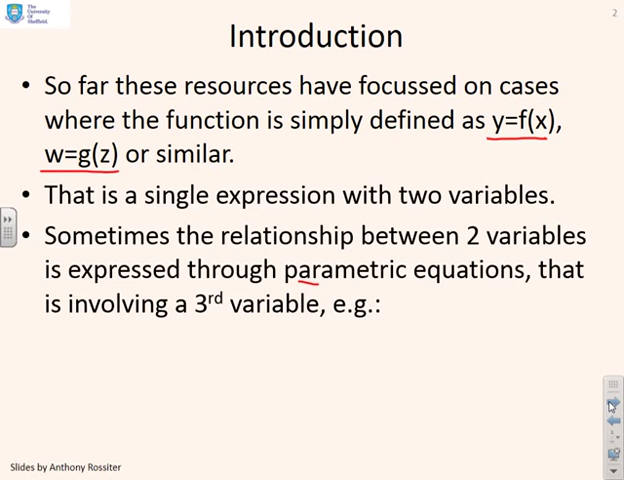 The
University
Of
Sheffield.
2
Introduction
• So far these resources have focussed on cases
where the function is simply defined as y=f(x),
w=g(z) or similar.
• That is a single expression with two variables.
• Sometimes the relationship between 2 variables
is expressed through parametric equations, that
is involving a 3rd variable, e.g.:
Slides by Anthony Rossiter